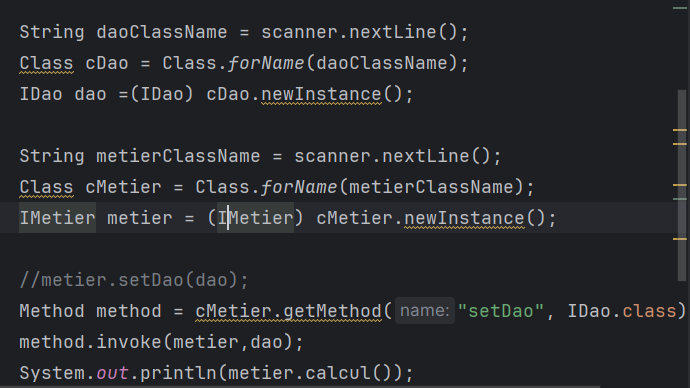 String daoClassName = scanner.nextLine();
Class cDao = Class.forName(daoClassName);
IDao dao =(IDao) cDao.newInstance();
String metierClassName = scanner.nextLine();
Class cMetier = Class.forName(metierClassName);
IMetier metier = (IMetier) cMetier.newInstance();
//metier.setDao(dao);
Method method = cMetier.getMethod( name: "setDao", IDao.class)
method.invoke(metier,dao);
System.out.println(metier.calcul());